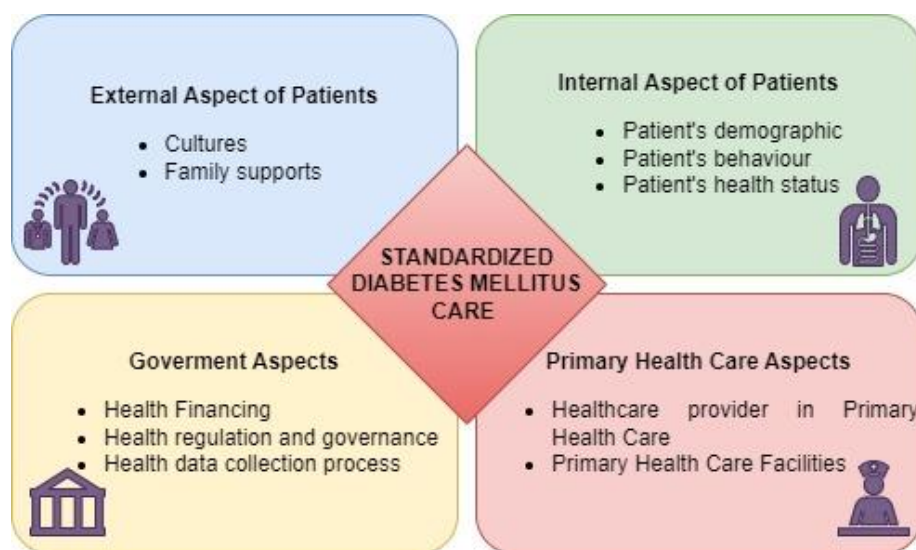 External Aspect of Patients
• Cultures
• Family supports
Internal Aspect of Patients
• Patient's demographic
• Patient's behaviour
• Patient's health status
STANDARDIZED
DIABETES MELLITUS
CARE
Goverment Aspects
• Health Financing
• Health regulation and governance
• Health data collection process
Primary Health Care Aspects
• Healthcare provider in Primary
Health Care
• Primary Health Care Facilities